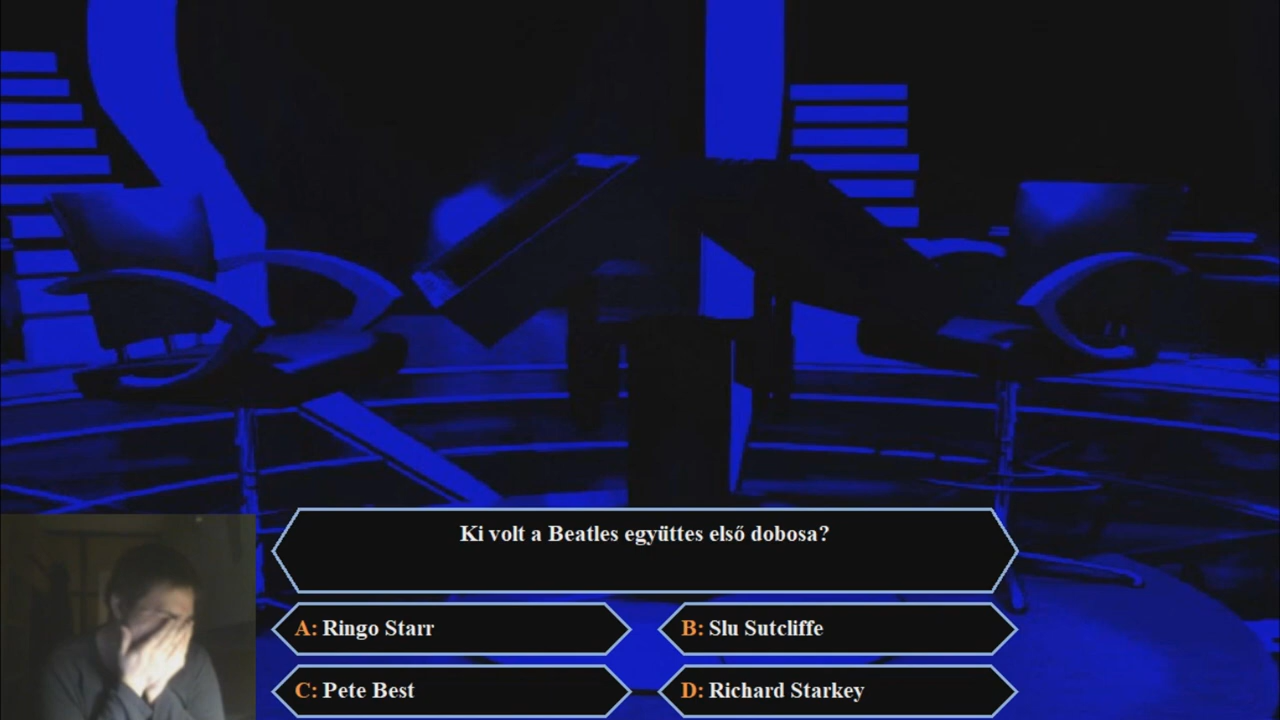 Ki volt a Beatles együttes első dobosa?
A: Ringo Starr
B: Slu Sutcliffe
C: Pete Best
D: Richard Starkey